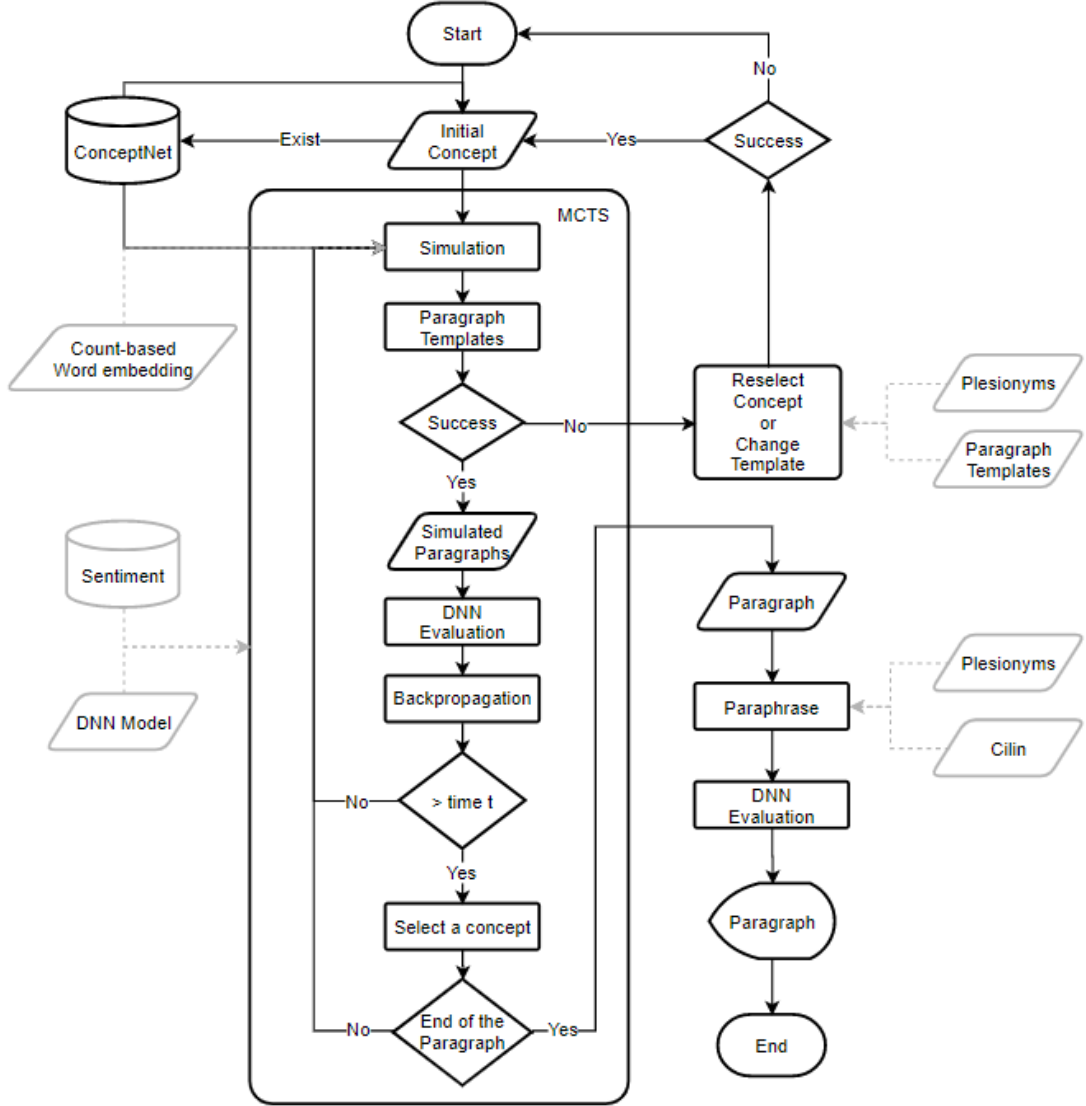 Start
No
ConceptNet
Exist
Initial
Concept
Yes
Success
MCTS
Simulation
Paragraph
Templates
Count-based
Word embedding
Success
No
Reselect
Concept
or
Change
Template
Plesionyms
Paragraph
Templates
Yes
Simulated
Paragraphs
Sentiment
DNN
Evaluation
Paragraph
Backpropagation
Plesionyms
DNN Model
Paraphrase
Cilin
No
> time t
DNN
Evaluation
Yes
Select a concept
Paragraph
No
End of the
Paragraph
Yes
End